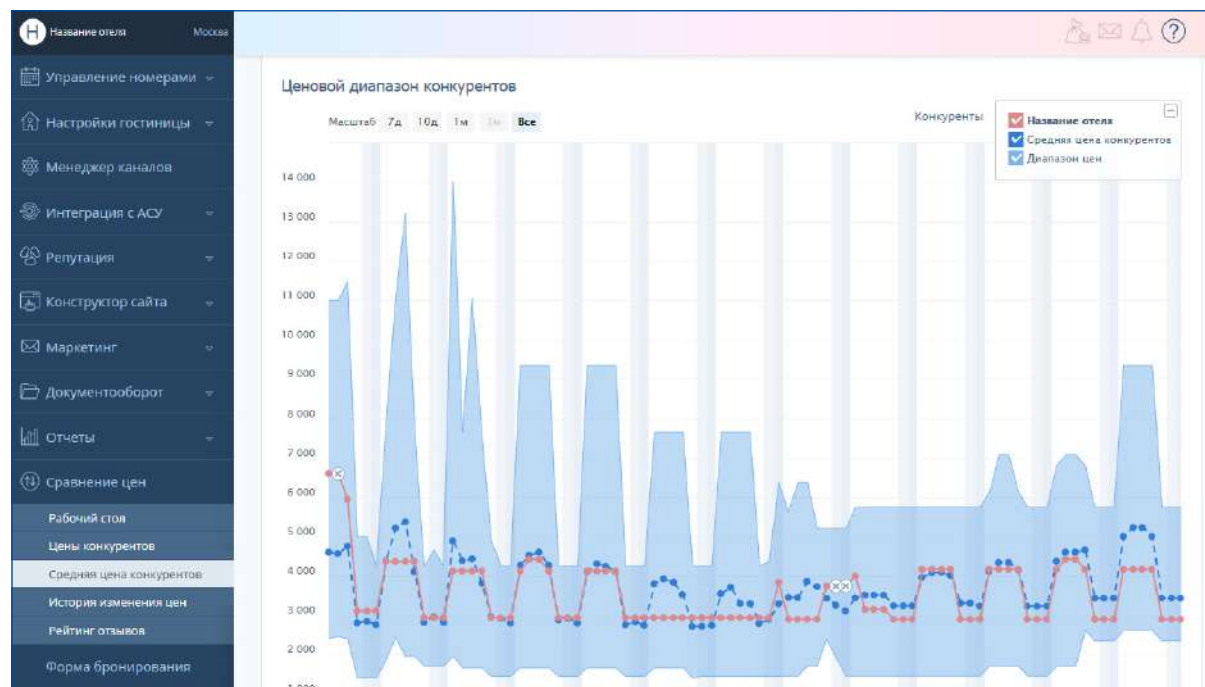 H Название отеля Москва
Управление номерами
Настройки гостиницы
Менеджер каналов
Интеграция с АСУ
Репутация
Конструктор сайта
Маркетинг
Документооборот
Отчеты
Сравнение цен
Рабочий стол
Цены конкурентов
Средняя цена конкурентов
История изменения цен
Рейтинг отзывов
Форма бронирования
?
Ценовой диапазон конкурентов
Масштаб 7д 10д 1м Все
Конкуренты
Название отеля
Средняя цена конкурентов
Диапазон цен
14 000
13 000
12 000
11 000
10 000
9 000
8 000
7 000
6 000
5 000
4 000
3 000
2 000